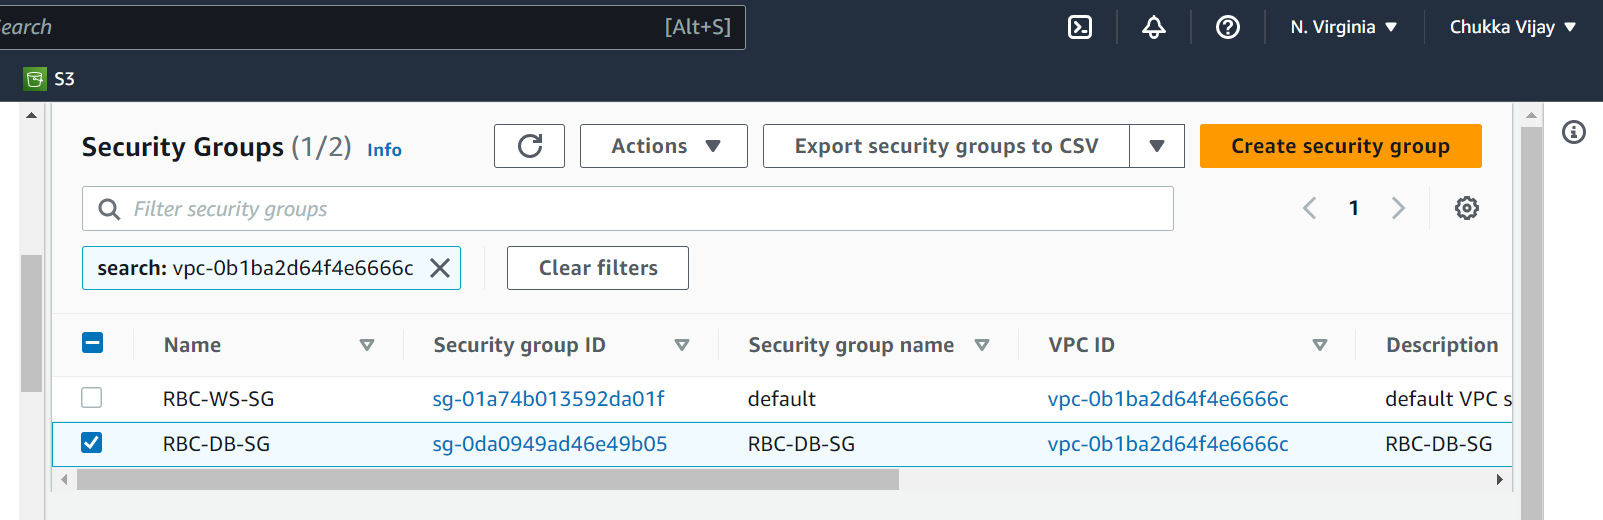 earch [Alt+S] N. Virginia Chukka Vijay
S3
Security Groups (1/2) Info Actions Export security groups to CSV Create security group
Filter security groups 1
search: vpc-0b1ba2d64f4e6666c Clear filters
Name Security group ID Security group name VPC ID Description
RBC-WS-SG sg-01a74b013592da01f default vpc-0b1ba2d64f4e6666c default VPC s
RBC-DB-SG sg-0da0949ad46e49b05 RBC-DB-SG vpc-0b1ba2d64f4e6666c RBC-DB-SG